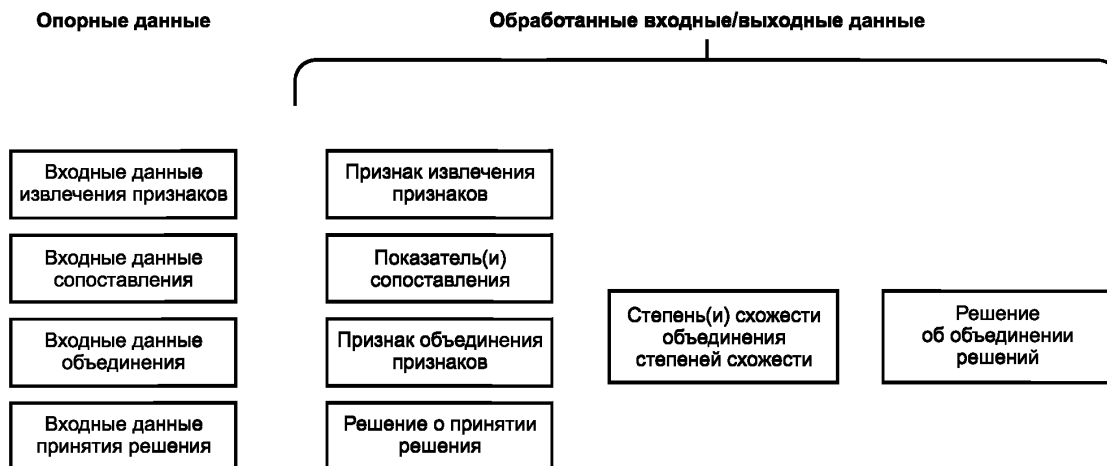 Опорные данные
Обработанные входные/выходные данные
Входные данные
извлечения признаков
Признак извлечения
признаков
Входные данные
сопоставления
Показатель(и)
сопоставления
Входные данные
объединения
Признак объединения
признаков
Степень(и) схожести
объединения
степеней схожести
Решение
об объединении
решений
Входные данные
принятия решения
Решение о принятии
решения